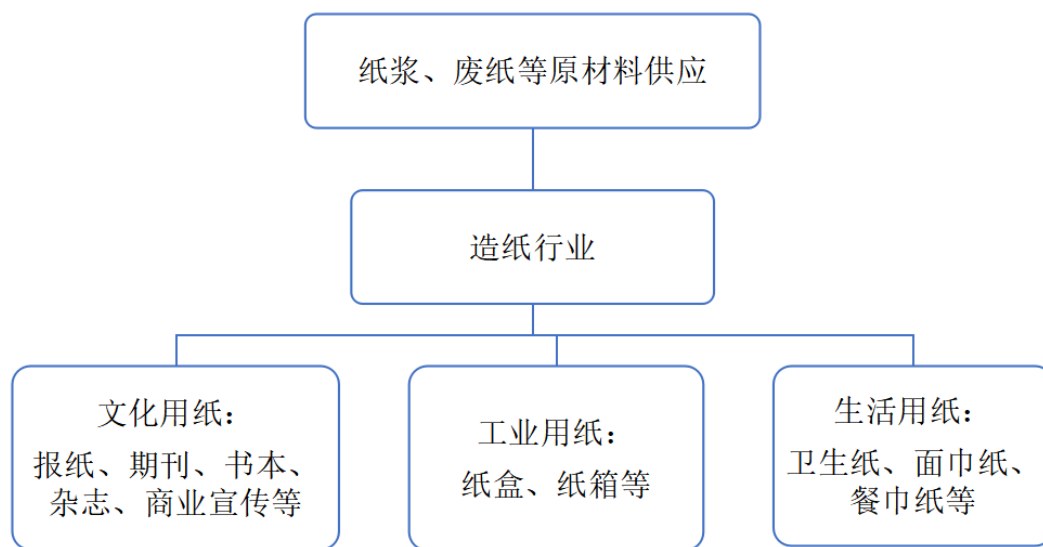 纸浆、废纸等原材料供应
造纸行业
文化用纸：
报纸、期刊、书本、
杂志、商业宣传等
工业用纸：
纸盒、纸箱等
生活用纸：
卫生纸、面巾纸、
餐巾纸等